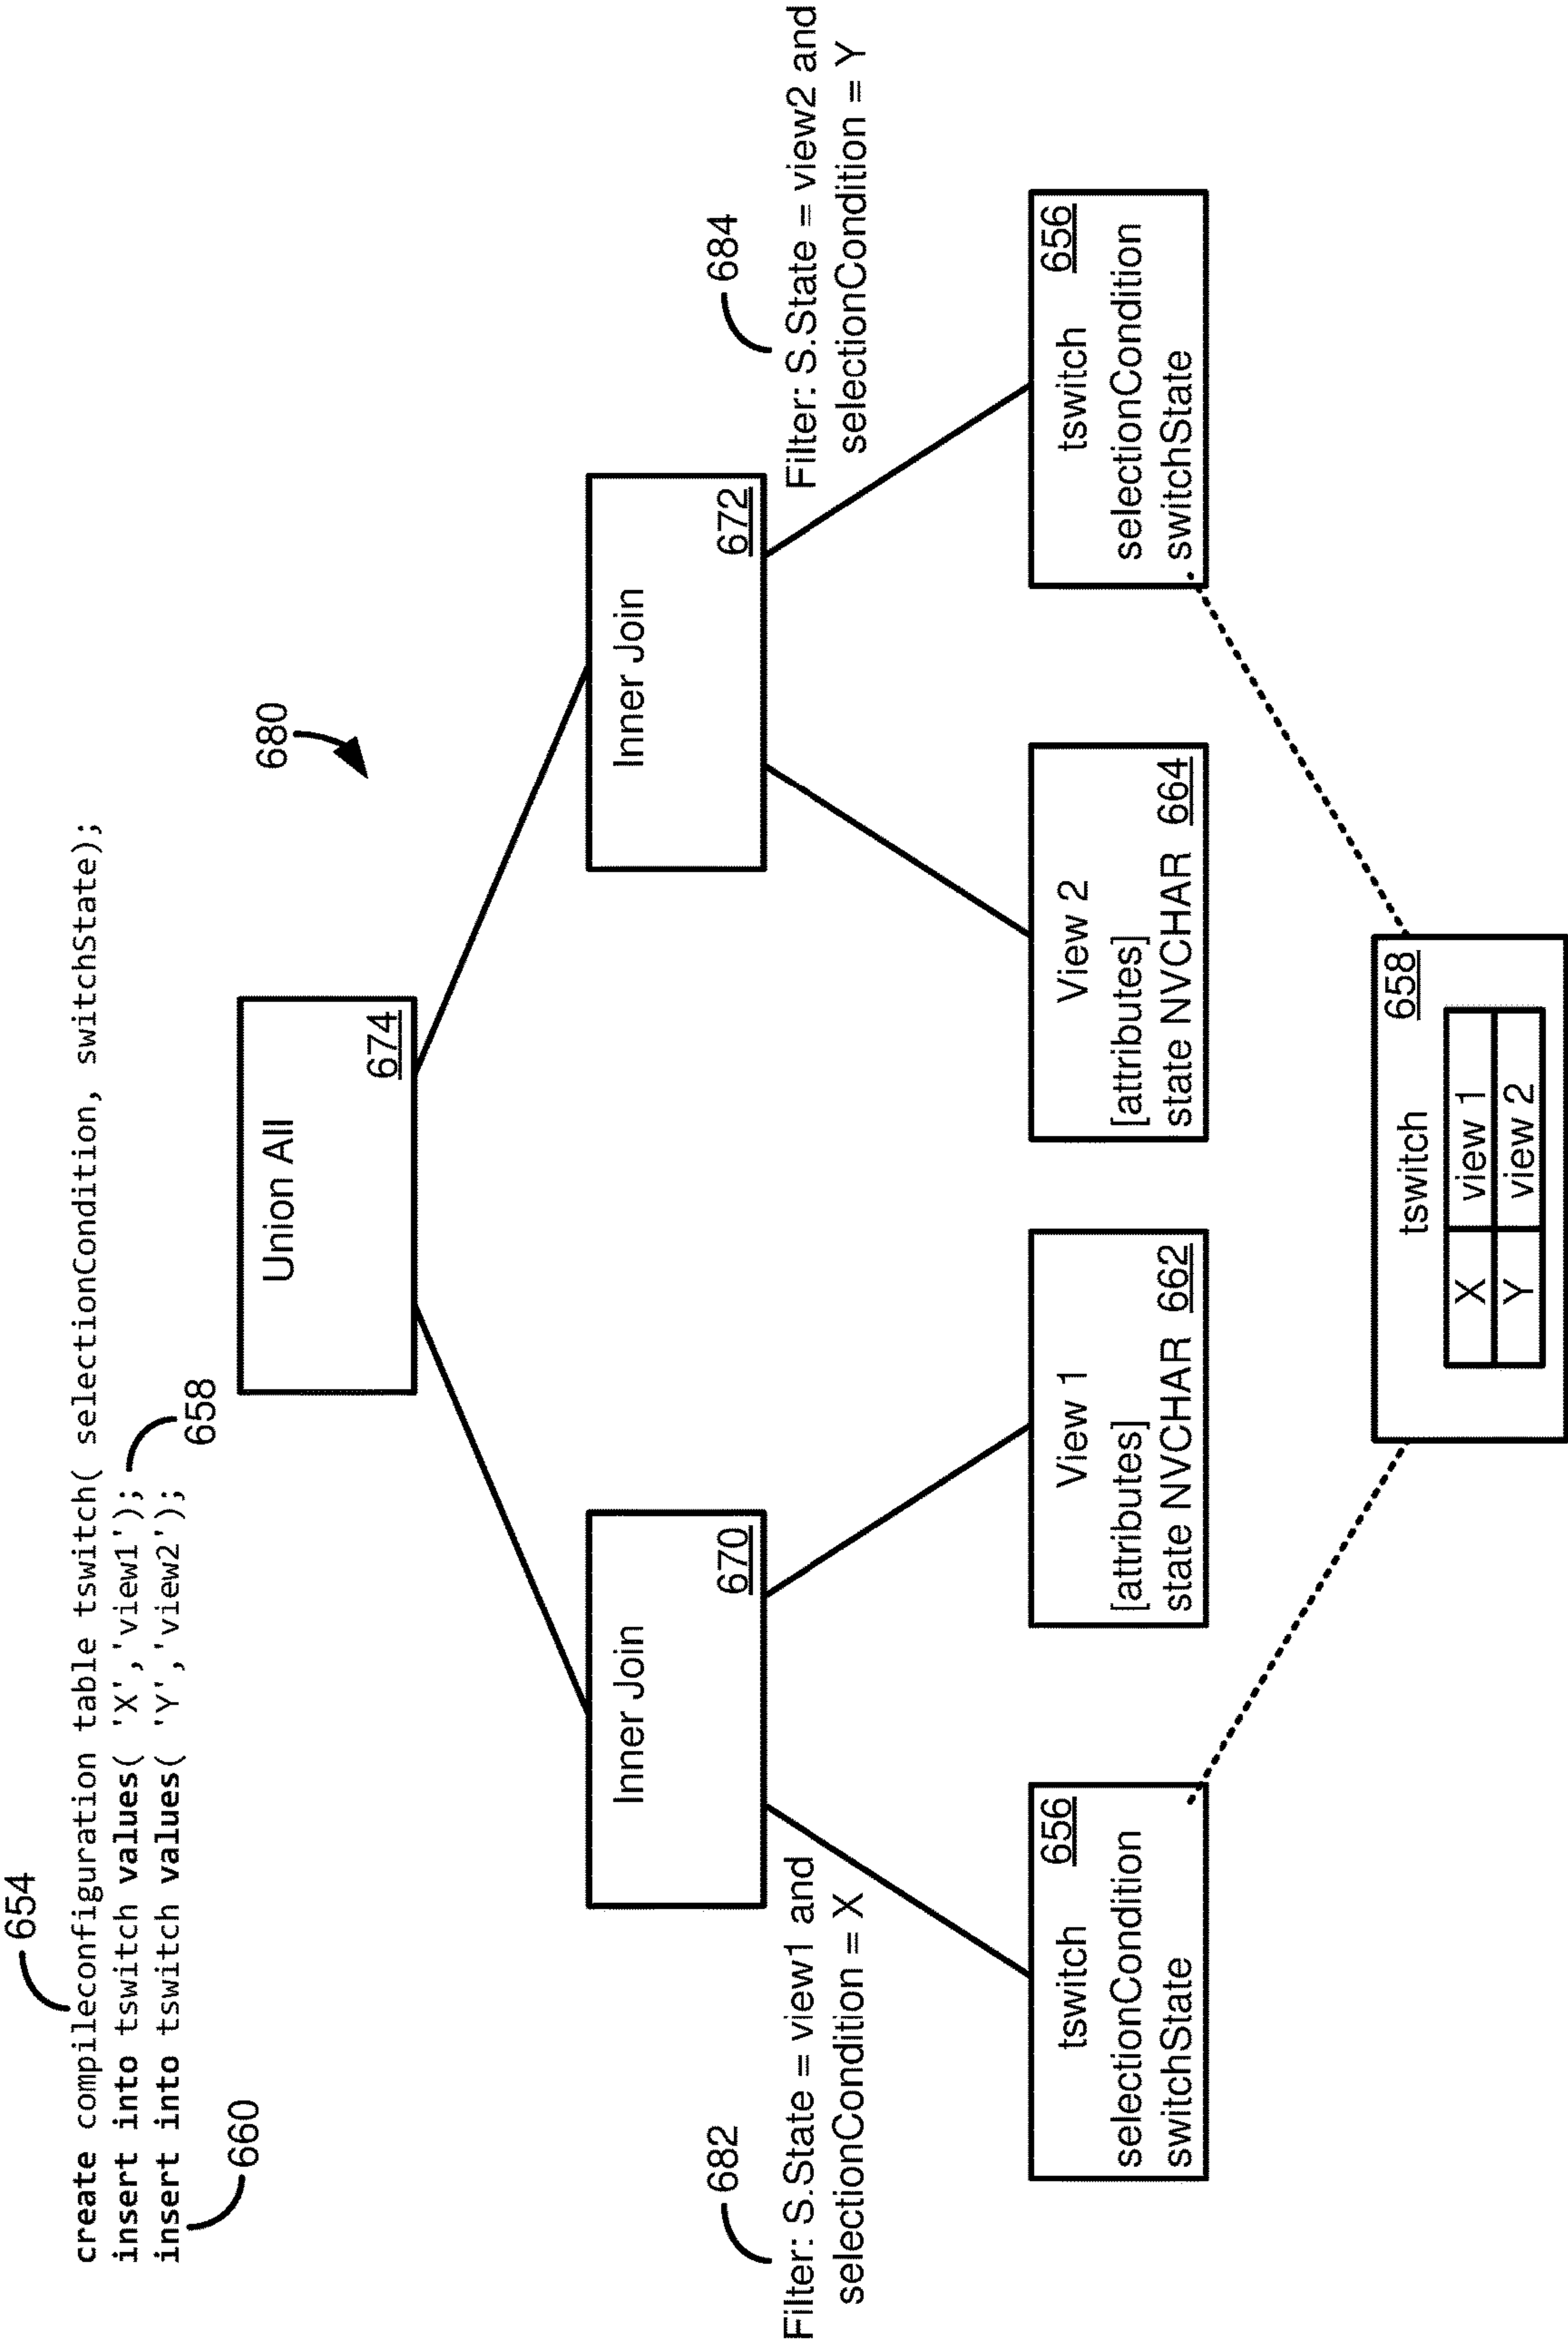 654
create compileconfiguration table tswitch( selectionCondition, switchState);
insert into tswitch values( 'X','view1');
insert into tswitch values( 'Y','view2');
658
660
680
Union All
674
Inner Join
670
Inner Join
672
682
Filter: S.State = view1 and
selectionCondition = X
684
Filter: S.State = view2 and
selectionCondition = Y
tswitch
656
selectionCondition
switchState
View 1
[attributes]
state NVCHAR 662
View 2
[attributes]
state NVCHAR 664
tswitch
656
selectionCondition
switchState
tswitch
658
X view 1
Y view 2